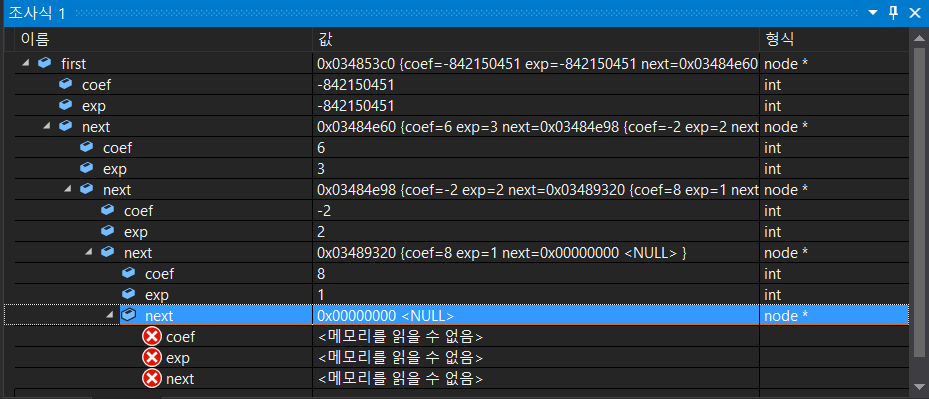 조사식 1
이름 값 형식
first 0x034853c0 {coef=-842150451 exp=-842150451 next=0x03484e60 node *
coef -842150451 int
exp -842150451 int
next 0x03484e60 {coef=6 exp=3 next=0x03484e98 {coef=-2 exp=2 next node *
coef 6 int
exp 3 int
next 0x03484e98 {coef=-2 exp=2 next=0x03489320 {coef=8 exp=1 next node *
coef -2 int
exp 2 int
next 0x03489320 {coef=8 exp=1 next=0x00000000 <NULL> } node *
coef 8 int
exp 1 int
next 0x00000000 <NULL> node *
coef <메모리를 읽을 수 없음>
exp <메모리를 읽을 수 없음>
next <메모리를 읽을 수 없음>